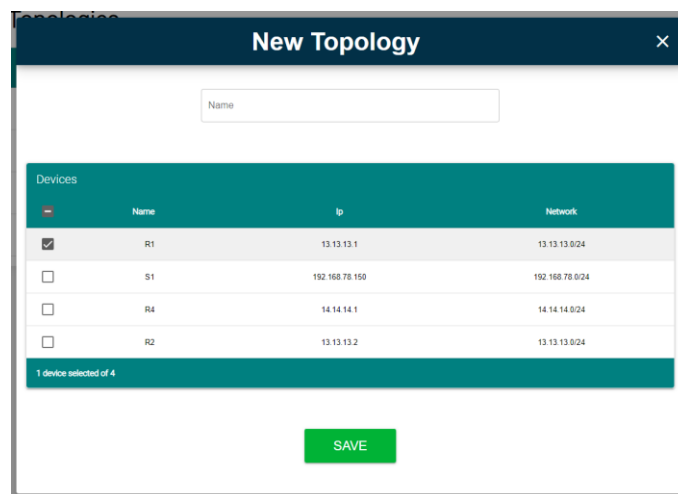 Topologies
New Topology
Name
Devices
Name Ip Network
R1 13.13.13.1 13.13.13.0/24
S1 192.168.78.150 192.168.78.0/24
R4 14.14.14.1 14.14.14.0/24
R2 13.13.13.2 13.13.13.0/24
1 device selected of 4
SAVE